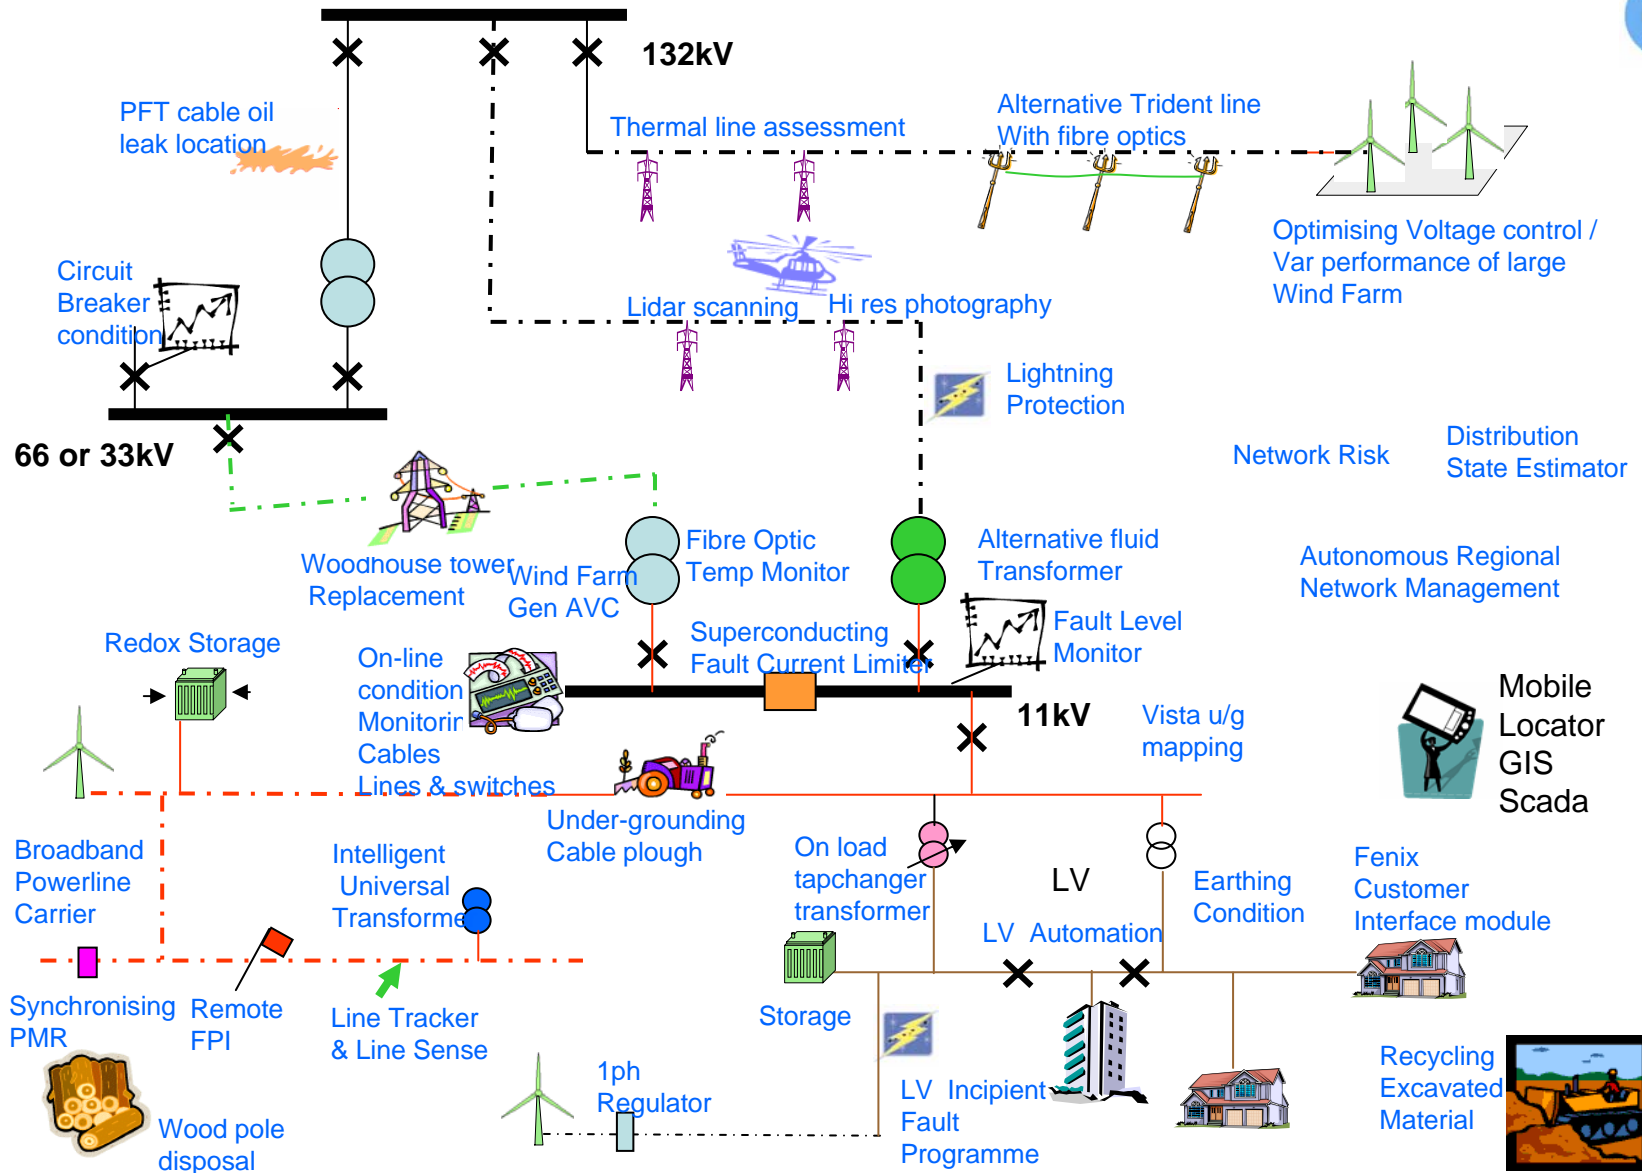 132kV
PFT cable oil
leak location
Thermal line assessment
Alternative Trident line
With fibre optics
Optimising Voltage control /
Var performance of large
Wind Farm
Circuit
Breaker
condition
Lidar scanning
Hi res photography
Lightning
Protection
66 or 33kV
Network Risk
Distribution
State Estimator
Woodhouse tower
Replacement
Wind Farm
Gen AVC
Fibre Optic
Temp Monitor
Alternative fluid
Transformer
Autonomous Regional
Network Management
Redox Storage
On-line
condition
Monitorin
Cables
Lines & switches
Superconducting
Fault Current Limiter
Fault Level
Monitor
11kV
Vista u/g
mapping
Mobile
Locator
GIS
Scada
Under-grounding
Cable plough
Broadband
Powerline
Carrier
Intelligent
Universal
Transforme
On load
tapchanger
transformer
LV
Earthing
Condition
Fenix
Customer
Interface module
LV Automation
Synchronising
PMR
Remote
FPI
Line Tracker
& Line Sense
Storage
Wood pole
disposal
1ph
Regulator
LV Incipient
Fault
Programme
Recycling
Excavated
Material